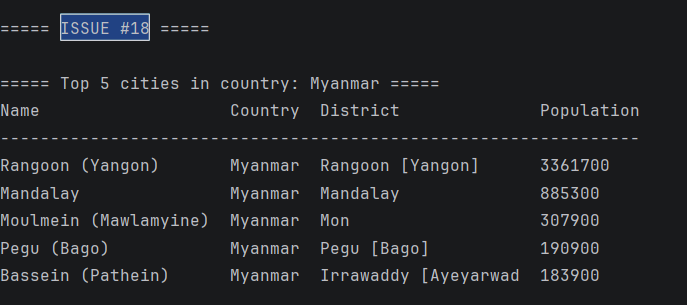 ===== ISSUE #18 =====
===== Top 5 cities in country: Myanmar =====
Name                   Country  District              Population
----------------------------------------------------------------
Rangoon (Yangon)       Myanmar  Rangoon [Yangon]      3361700
Mandalay               Myanmar  Mandalay              885300
Moulmein (Mawlamyine)  Myanmar  Mon                   307900
Pegu (Bago)            Myanmar  Pegu [Bago]           190900
Bassein (Pathein)      Myanmar  Irrawaddy [Ayeyarwad  183900